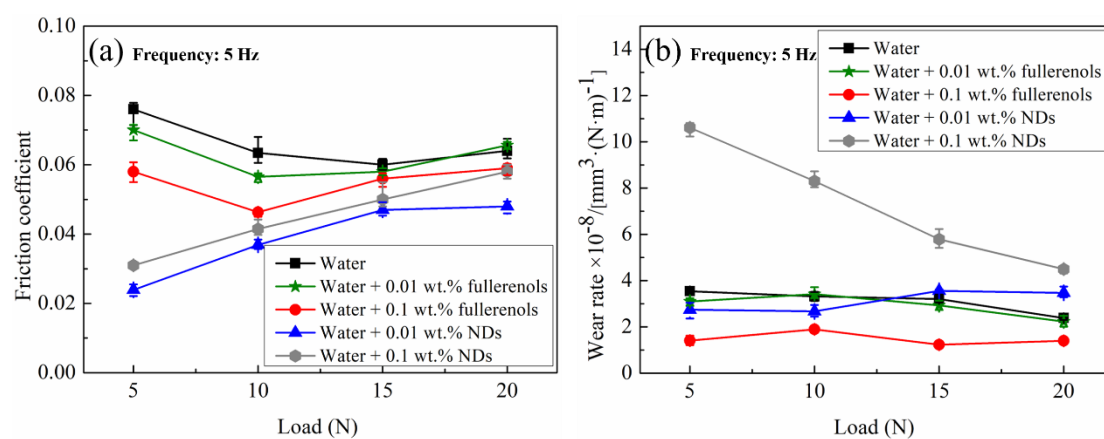 (a) Frequency: 5 Hz
0.10
0.08
0.06
0.04
0.02
0.00
Friction coefficient
Water
Water + 0.01 wt.% fullerenols
Water + 0.1 wt.% fullerenols
Water + 0.01 wt.% NDs
Water + 0.1 wt.% NDs
5 10 15 20
Load (N)
(b) Frequency: 5 Hz
14
12
10
8
6
4
2
0
Wear rate ×10⁻⁸/[mm³·(N·m)⁻¹]
Water
Water + 0.01 wt.% fullerenols
Water + 0.1 wt.% fullerenols
Water + 0.01 wt.% NDs
Water + 0.1 wt.% NDs
5 10 15 20
Load (N)